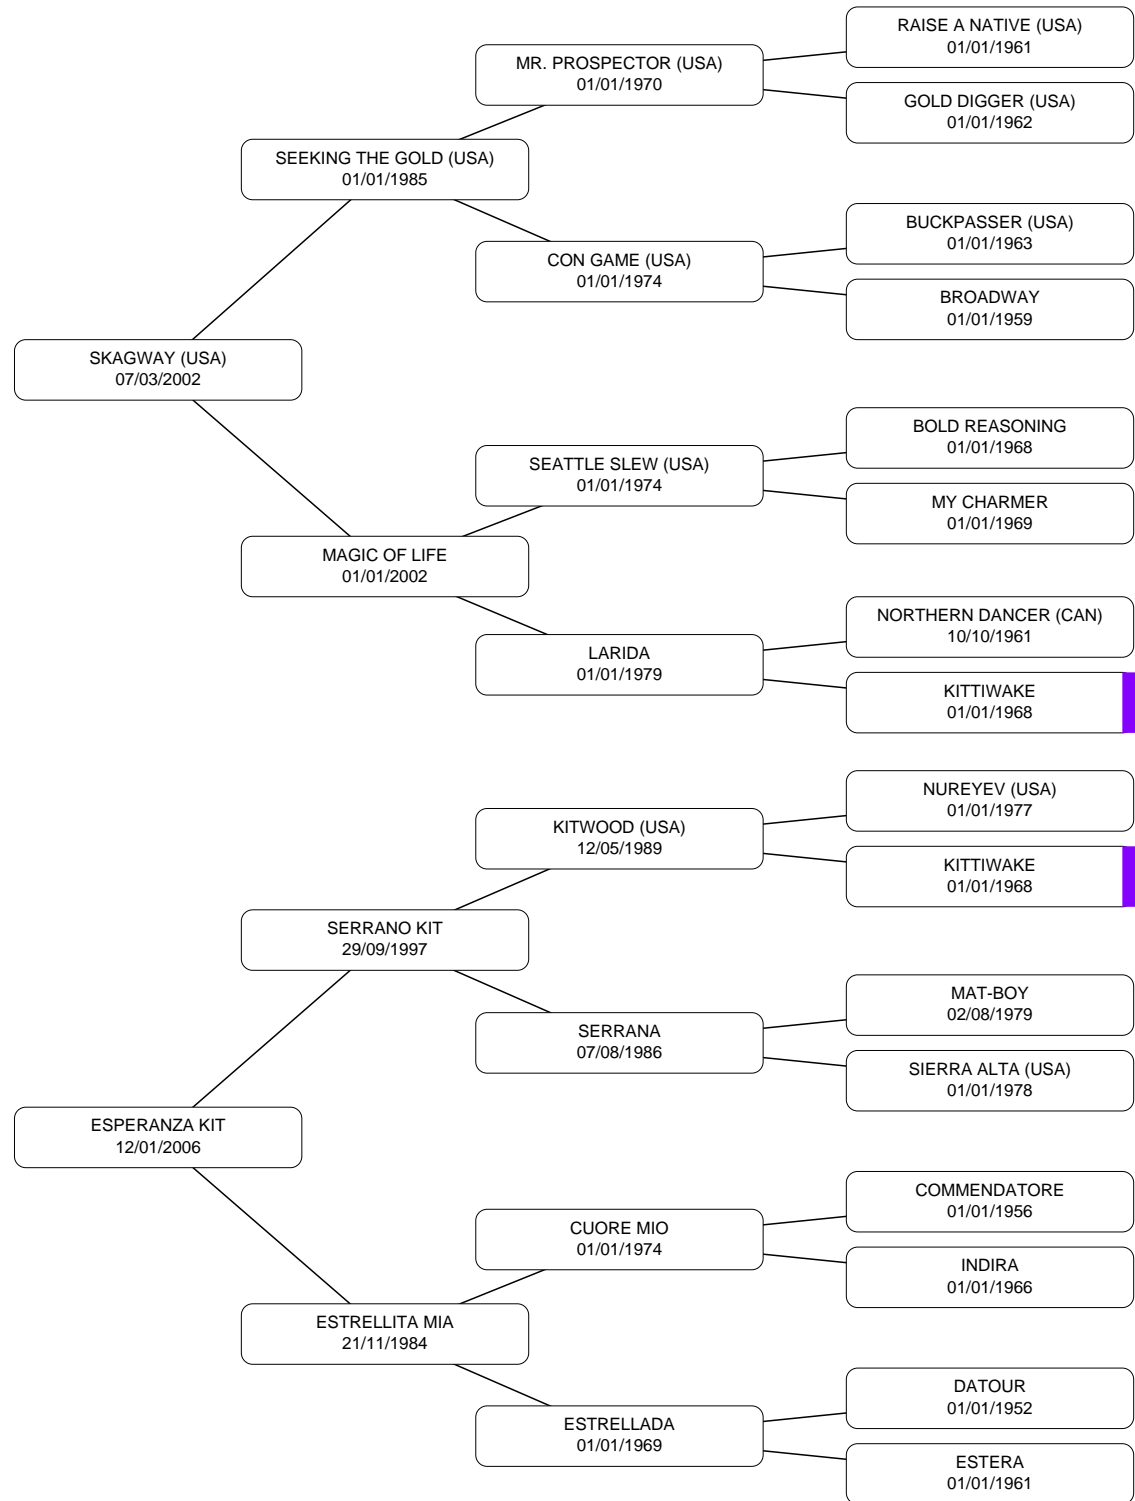 RAISE A NATIVE (USA)
01/01/1961
MR. PROSPECTOR (USA)
01/01/1970
GOLD DIGGER (USA)
01/01/1962
SEEKING THE GOLD (USA)
01/01/1985
BUCKPASSER (USA)
01/01/1963
CON GAME (USA)
01/01/1974
BROADWAY
01/01/1959
SKAGWAY (USA)
07/03/2002
BOLD REASONING
01/01/1968
SEATTLE SLEW (USA)
01/01/1974
MY CHARMER
01/01/1969
MAGIC OF LIFE
01/01/2002
NORTHERN DANCER (CAN)
10/10/1961
LARIDA
01/01/1979
KITTIWAKE
01/01/1968
NUREYEV (USA)
01/01/1977
KITWOOD (USA)
12/05/1989
KITTIWAKE
01/01/1968
SERRANO KIT
29/09/1997
MAT-BOY
02/08/1979
SERRANA
07/08/1986
SIERRA ALTA (USA)
01/01/1978
ESPERANZA KIT
12/01/2006
COMMENDATORE
01/01/1956
CUORE MIO
01/01/1974
INDIRA
01/01/1966
ESTRELLITA MIA
21/11/1984
DATOUR
01/01/1952
ESTRELLADA
01/01/1969
ESTERA
01/01/1961